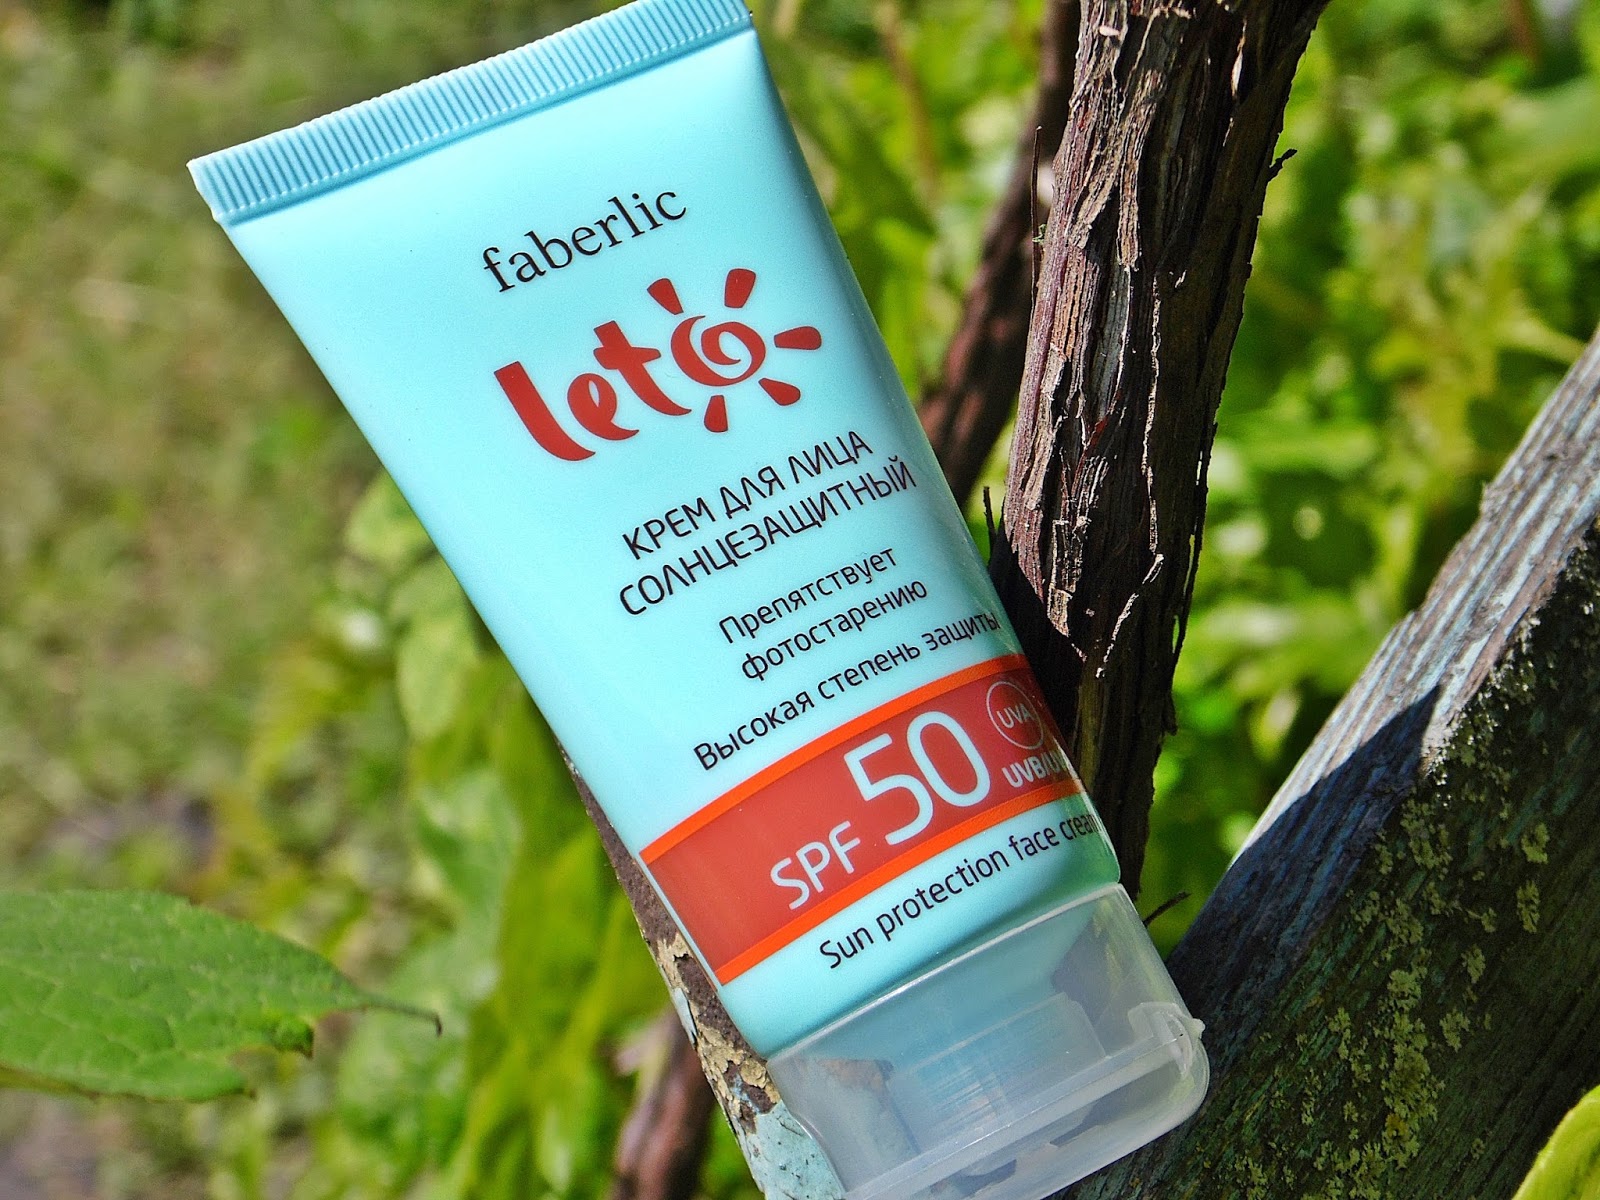 faberlic
leto
КРЕМ ДЛЯ ЛИЦА
СОЛНЦЕЗАЩИТНЫЙ
Препятствует
фотостарению
Высокая степень защиты
SPF 50 UVA
Sun protection face cream